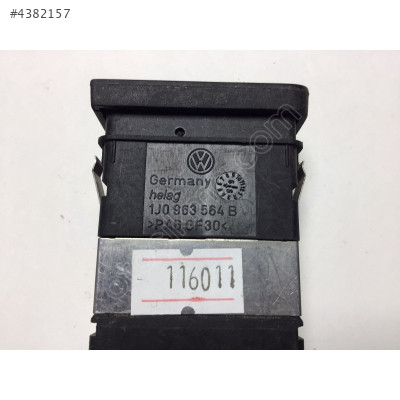 #4382157
Germany
helag
1J0 963 564 B
>PA6 GF30<
116011